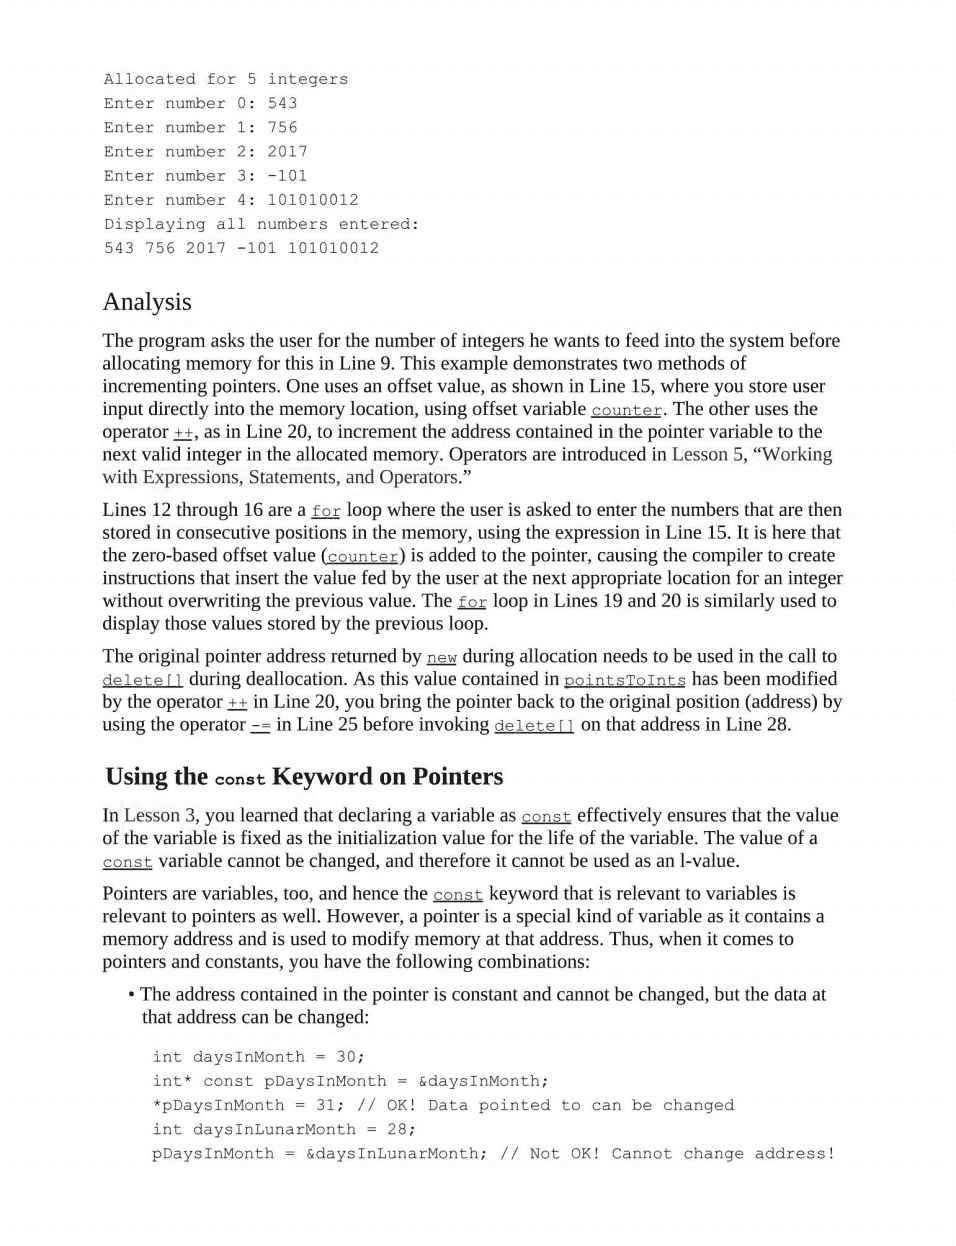 Allocated for 5 integers
Enter number 0: 543
Enter number 1: 756
Enter number 2: 2017
Enter number 3: -101
Enter number 4: 101010012
Displaying all numbers entered:
543 756 2017 -101 101010012
Analysis
The program asks the user for the number of integers he wants to feed into the system before
allocating memory for this in Line 9. This example demonstrates two methods of
incrementing pointers. One uses an offset value, as shown in Line 15, where you store user
input directly into the memory location, using offset variable counter. The other uses the
operator ++, as in Line 20, to increment the address contained in the pointer variable to the
next valid integer in the allocated memory. Operators are introduced in Lesson 5, “Working
with Expressions, Statements, and Operators.”
Lines 12 through 16 are a for loop where the user is asked to enter the numbers that are then
stored in consecutive positions in the memory, using the expression in Line 15. It is here that
the zero-based offset value (counter) is added to the pointer, causing the compiler to create
instructions that insert the value fed by the user at the next appropriate location for an integer
without overwriting the previous value. The for loop in Lines 19 and 20 is similarly used to
display those values stored by the previous loop.
The original pointer address returned by new during allocation needs to be used in the call to
delete[] during deallocation. As this value contained in pointsToInts has been modified
by the operator ++ in Line 20, you bring the pointer back to the original position (address) by
using the operator -= in Line 25 before invoking delete[] on that address in Line 28.
Using the const Keyword on Pointers
In Lesson 3, you learned that declaring a variable as const effectively ensures that the value
of the variable is fixed as the initialization value for the life of the variable. The value of a
const variable cannot be changed, and therefore it cannot be used as an l-value.
Pointers are variables, too, and hence the const keyword that is relevant to variables is
relevant to pointers as well. However, a pointer is a special kind of variable as it contains a
memory address and is used to modify memory at that address. Thus, when it comes to
pointers and constants, you have the following combinations:
• The address contained in the pointer is constant and cannot be changed, but the data at
that address can be changed:
int daysInMonth = 30;
int* const pDaysInMonth = &daysInMonth;
*pDaysInMonth = 31; // OK! Data pointed to can be changed
int daysInLunarMonth = 28;
pDaysInMonth = &daysInLunarMonth; // Not OK! Cannot change address!